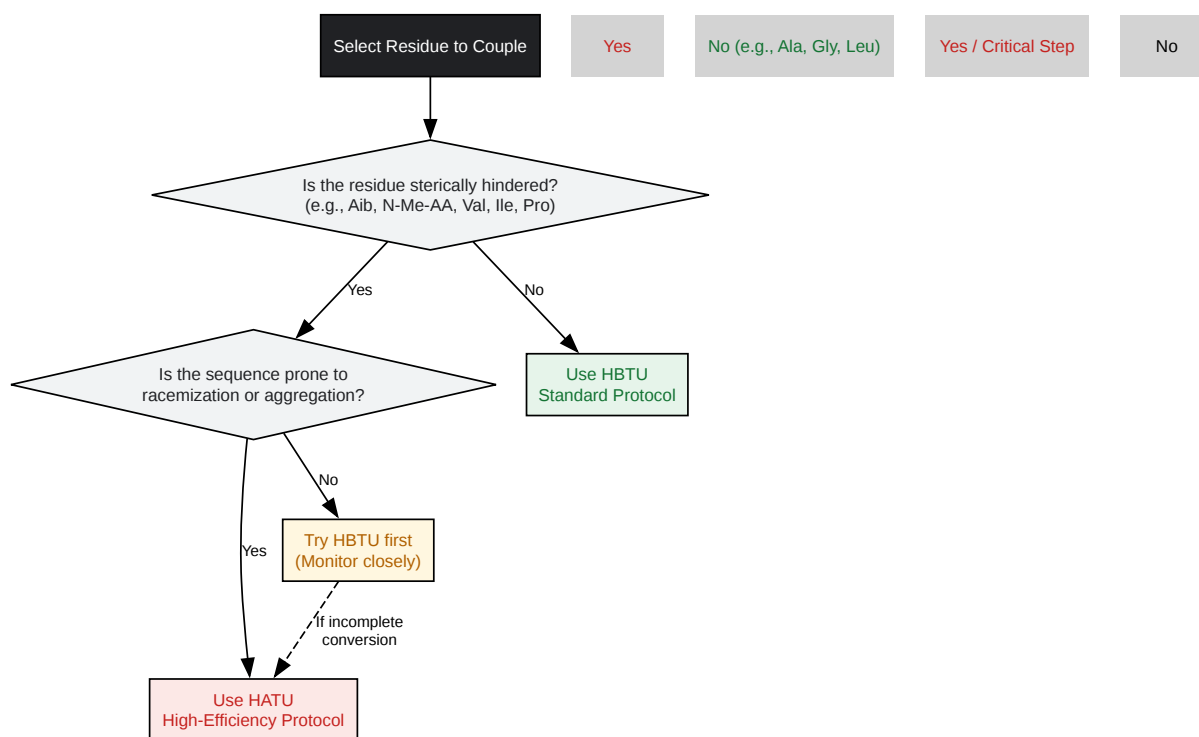 Select Residue to Couple
Yes
No (e.g., Ala, Gly, Leu)
Yes / Critical Step
No
Is the residue sterically hindered?
(e.g., Aib, N-Me-AA, Val, Ile, Pro)
Yes
No
Is the sequence prone to
racemization or aggregation?
Use HBTU
Standard Protocol
No
Try HBTU first
(Monitor closely)
Yes
If incomplete
conversion
Use HATU
High-Efficiency Protocol